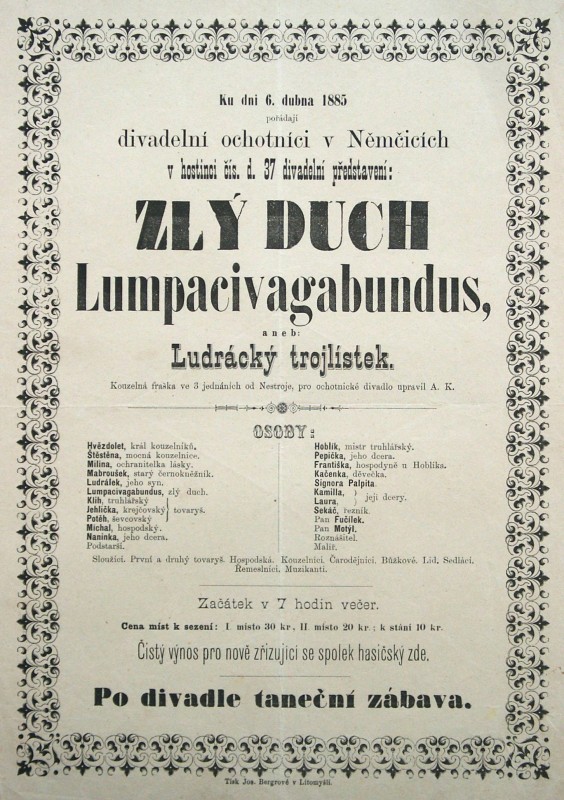 Ku dni 6. dubna 1885
pořádají
divadelní ochotníci v Němčicích
v hostinci čís. d. 37 divadelní představení:
ZLÝ DUCH
Lumpacivagabundus,
aneb:
Ludrácký trojlístek.
Kouzelná fraška ve 3 jednáních od Nestroje, pro ochotnické divadlo upravil A. K.
OSOBY:
Hvězdolet, král kouzelníků,
Štěstěna, mocná kouzelnice.
Milina, ochranitelka lásky.
Mabroušek, starý černokněžník.
Ludrálek, jeho syn.
Lumpacivagabundus, zlý duch.
Klih, truhlářský
Jehlička, krejčovský } tovaryš.
Potěh, ševcovský
Michal, hospodský.
Naninka, jeho dcera.
Podstarší.
Hoblík, mistr truhlářský.
Pepička, jeho dcera.
Františka, hospodyně u Hoblíka.
Kačenka, děvečka.
Signora Palpita.
Kamilla, } její dcery.
Laura,
Sekáč, řezník.
Pan Fučílek.
Pan Motýl.
Roznášitel.
Malíř.
Sloužící. První a druhý tovaryš. Hospodská. Kouzelníci, Čarodějníci. Bůžkové. Lid, Sedláci,
Řemeslníci, Muzikanti.
Začátek v 7 hodin večer.
Cena míst k sezení: I. místo 30 kr., II. místo 20 kr.; k stání 10 kr.
Čistý výnos pro nově zřizující se spolek hasičský zde.
Po divadle taneční zábava.
Tisk Jos. Bergrové v Litomyšli.